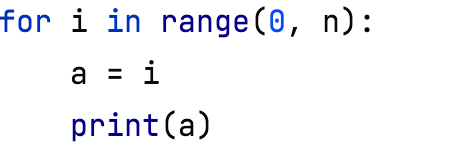 for i in range(0, n):
    a = i
    print(a)